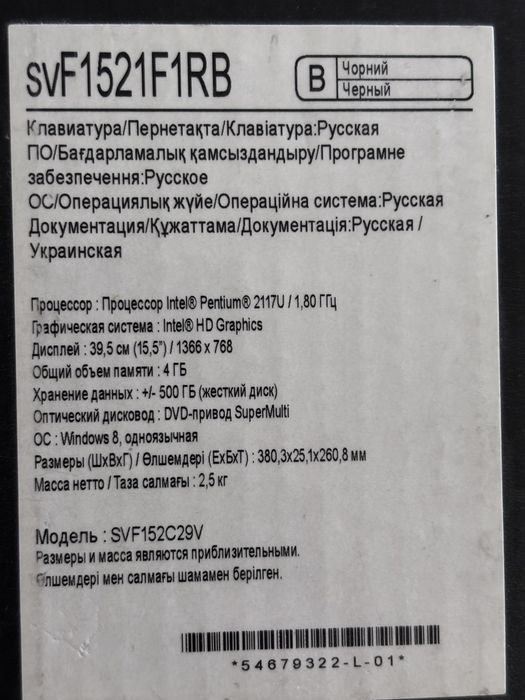 SVF1521F1RB
B
Чорний
Черный
Клавиатура/Пернетақта/Клавіатура:Русская
ПО/Бағдарламалық қамсыздандыру/Програмне
забезпечення:Русское
ОС/Операциялық жүйе/Операційна система:Русская
Документация/Құжаттама/Документація:Русская /
Украинская
Процессор : Процессор Intel® Pentium® 2117U / 1,80 ГГц
Графическая система : Intel® HD Graphics
Дисплей : 39,5 см (15,5") / 1366 x 768
Общий объем памяти : 4 ГБ
Хранение данных : +/- 500 ГБ (жесткий диск)
Оптический дисковод : DVD-привод SuperMulti
ОС : Windows 8, одноязычная
Размеры (ШxВxГ) / Өлшемдері (ЕxБxТ) : 380,3x25,1x260,8 мм
Масса нетто / Таза салмағы : 2,5 кг
Модель : SVF152C29V
Размеры и масса являются приблизительными.
Өлшемдері мен салмағы шамамен берілген.
*54679322-L-01*